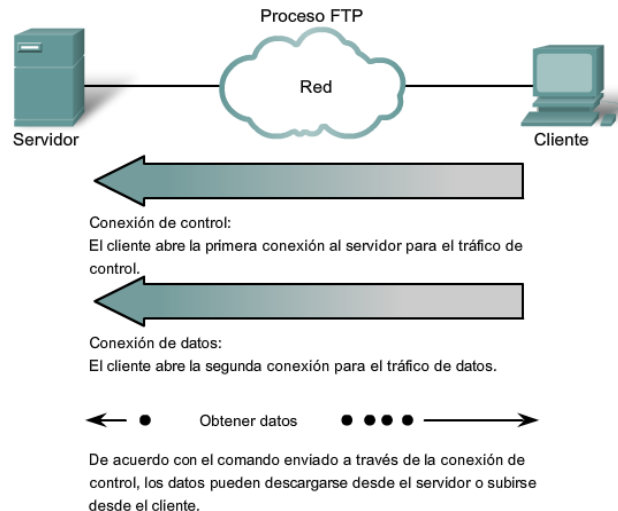 Proceso FTP
Red
Servidor
Cliente
Conexión de control:
El cliente abre la primera conexión al servidor para el tráfico de
control.
Conexión de datos:
El cliente abre la segunda conexión para el tráfico de datos.
Obtener datos
De acuerdo con el comando enviado a través de la conexión de
control, los datos pueden descargarse desde el servidor o subirse
desde el cliente.